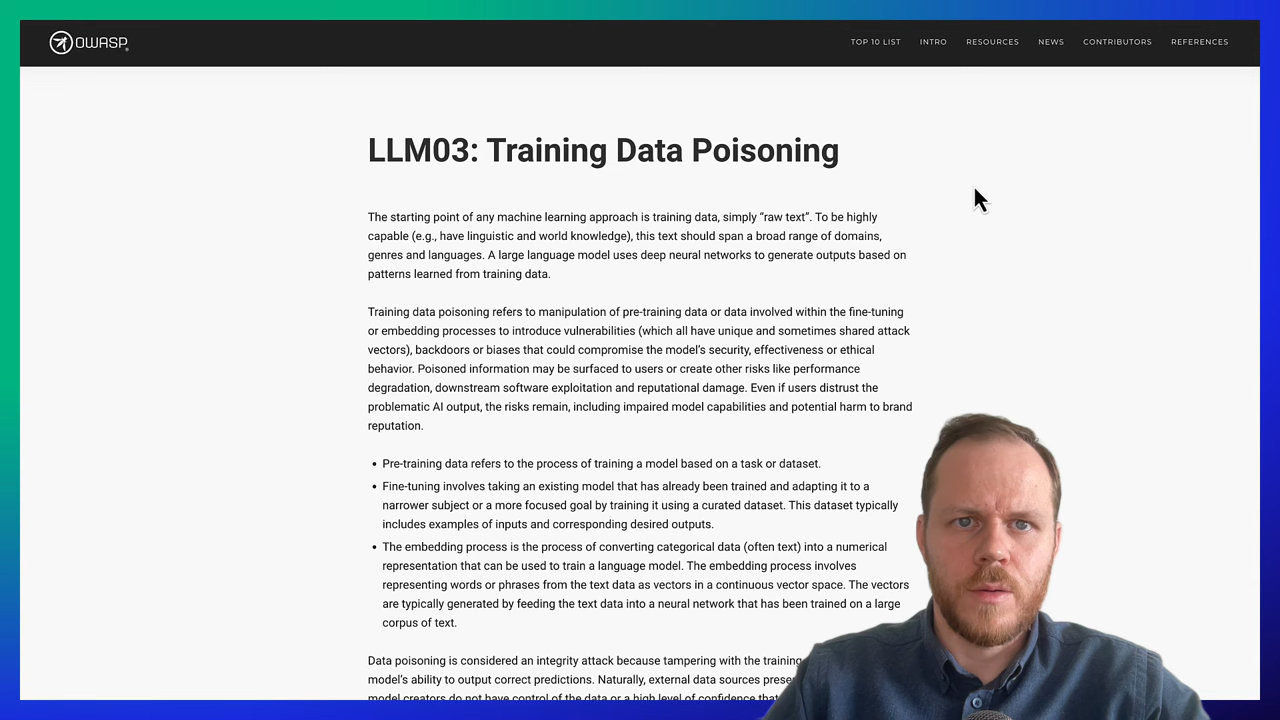 OWASP
TOP 10 LIST INTRO RESOURCES NEWS CONTRIBUTORS REFERENCES
LLM03: Training Data Poisoning
The starting point of any machine learning approach is training data, simply “raw text”. To be highly
capable (e.g., have linguistic and world knowledge), this text should span a broad range of domains,
genres and languages. A large language model uses deep neural networks to generate outputs based on
patterns learned from training data.
Training data poisoning refers to manipulation of pre-training data or data involved within the fine-tuning
or embedding processes to introduce vulnerabilities (which all have unique and sometimes shared attack
vectors), backdoors or biases that could compromise the model’s security, effectiveness or ethical
behavior. Poisoned information may be surfaced to users or create other risks like performance
degradation, downstream software exploitation and reputational damage. Even if users distrust the
problematic AI output, the risks remain, including impaired model capabilities and potential harm to brand
reputation.
• Pre-training data refers to the process of training a model based on a task or dataset.
• Fine-tuning involves taking an existing model that has already been trained and adapting it to a
narrower subject or a more focused goal by training it using a curated dataset. This dataset typically
includes examples of inputs and corresponding desired outputs.
• The embedding process is the process of converting categorical data (often text) into a numerical
representation that can be used to train a language model. The embedding process involves
representing words or phrases from the text data as vectors in a continuous vector space. The vectors
are typically generated by feeding the text data into a neural network that has been trained on a large
corpus of text.
Data poisoning is considered an integrity attack because tampering with the training
model’s ability to output correct predictions. Naturally, external data sources
model creators do not have control of the data or a high level of confidence